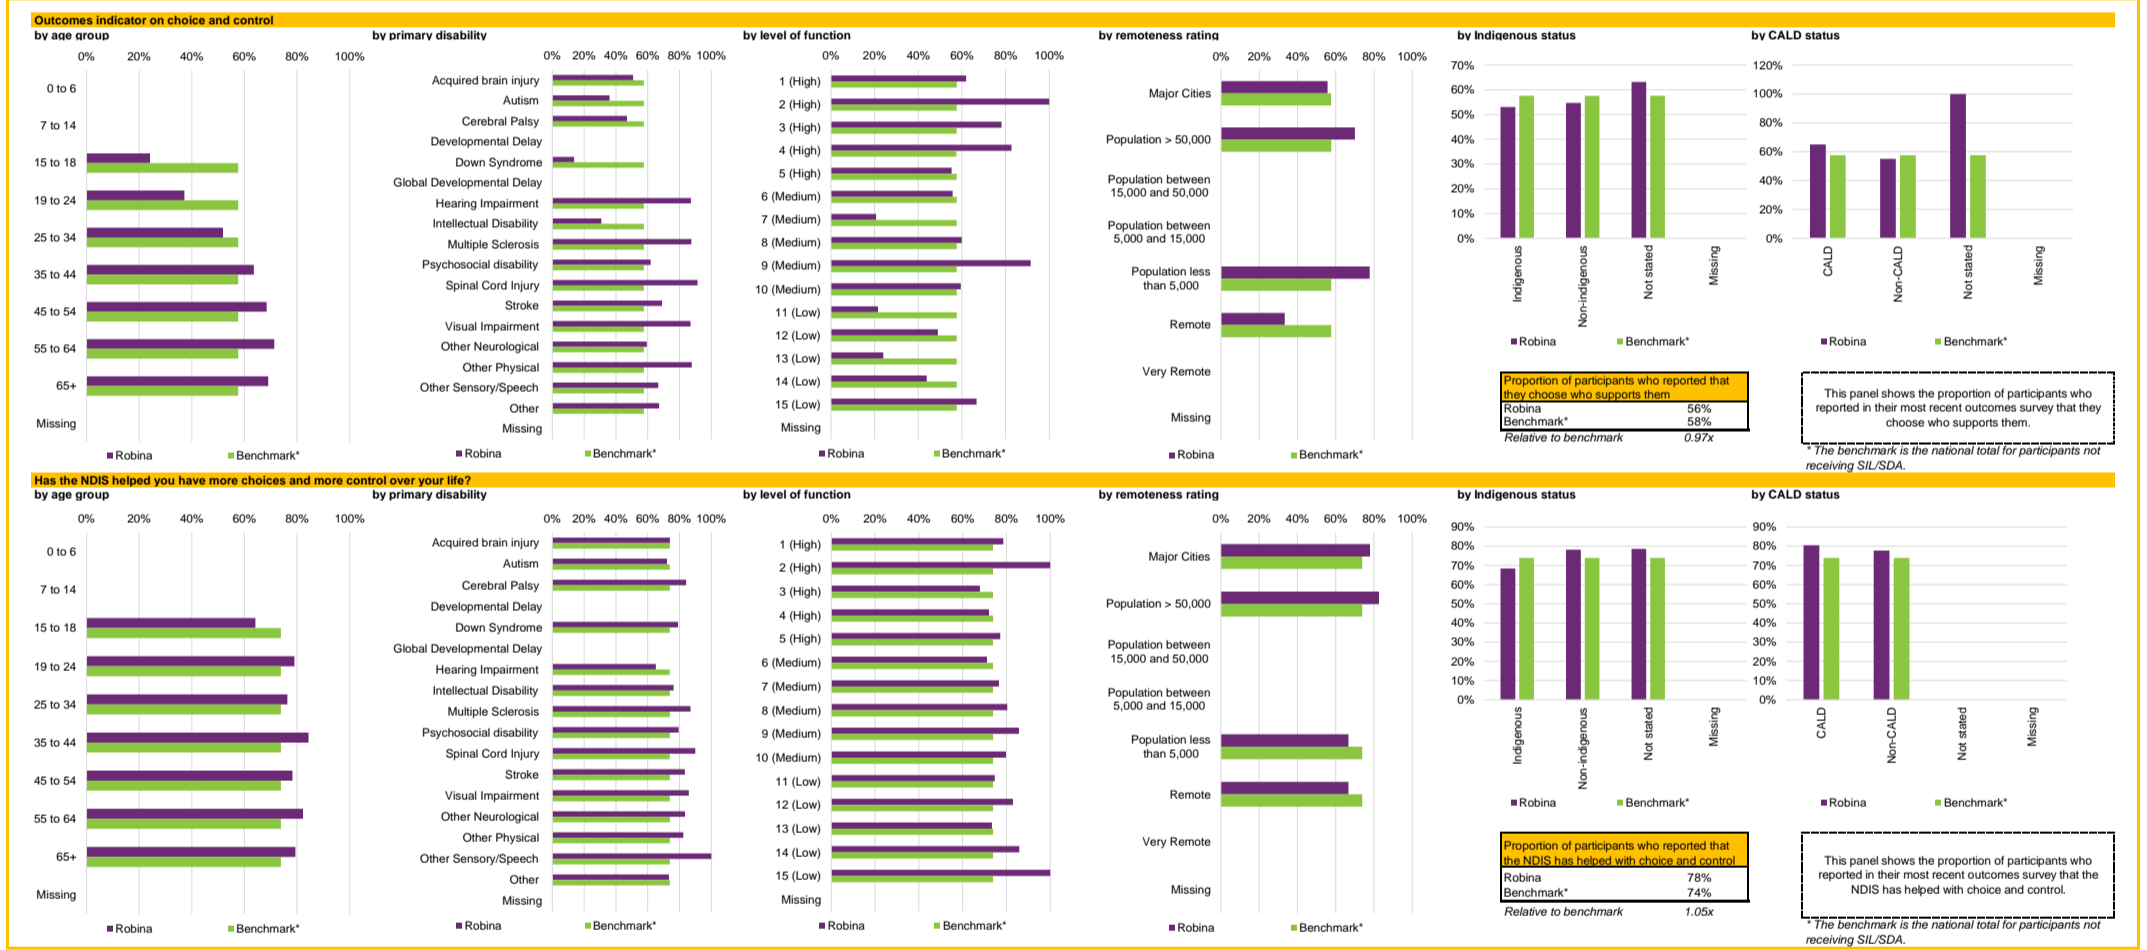 Outcomes indicator on choice and control
by age group
0% 20% 40% 60% 80% 100%
0 to 6
7 to 14
15 to 18
19 to 24
25 to 34
35 to 44
45 to 54
55 to 64
65+
Missing
Robina Benchmark*
by primary disability
0% 20% 40% 60% 80% 100%
Acquired brain injury
Autism
Cerebral Palsy
Developmental Delay
Down Syndrome
Global Developmental Delay
Hearing Impairment
Intellectual Disability
Multiple Sclerosis
Psychosocial disability
Spinal Cord Injury
Stroke
Visual Impairment
Other Neurological
Other Physical
Other Sensory/Speech
Other
Missing
Robina Benchmark*
by level of function
0% 20% 40% 60% 80% 100%
1 (High)
2 (High)
3 (High)
4 (High)
5 (High)
6 (Medium)
7 (Medium)
8 (Medium)
9 (Medium)
10 (Medium)
11 (Low)
12 (Low)
13 (Low)
14 (Low)
15 (Low)
Missing
Robina Benchmark*
by remoteness rating
0% 20% 40% 60% 80% 100%
Major Cities
Population > 50,000
Population between
15,000 and 50,000
Population between
5,000 and 15,000
Population less
than 5,000
Remote
Very Remote
Missing
Robina Benchmark*
by Indigenous status
70%
60%
50%
40%
30%
20%
10%
0%
Indigenous
Non-indigenous
Not stated
Missing
Robina Benchmark*
by CALD status
120%
100%
80%
60%
40%
20%
0%
CALD
Non-CALD
Not stated
Missing
Robina Benchmark*
Proportion of participants who reported that
they choose who supports them
Robina 56%
Benchmark* 58%
Relative to benchmark 0.97x
This panel shows the proportion of participants who
reported in their most recent outcomes survey that they
choose who supports them.
* The benchmark is the national total for participants not
receiving SIL/SDA.
Has the NDIS helped you have more choices and more control over your life?
by age group
0% 20% 40% 60% 80% 100%
0 to 6
7 to 14
15 to 18
19 to 24
25 to 34
35 to 44
45 to 54
55 to 64
65+
Missing
Robina Benchmark*
by primary disability
0% 20% 40% 60% 80% 100%
Acquired brain injury
Autism
Cerebral Palsy
Developmental Delay
Down Syndrome
Global Developmental Delay
Hearing Impairment
Intellectual Disability
Multiple Sclerosis
Psychosocial disability
Spinal Cord Injury
Stroke
Visual Impairment
Other Neurological
Other Physical
Other Sensory/Speech
Other
Missing
Robina Benchmark*
by level of function
0% 20% 40% 60% 80% 100%
1 (High)
2 (High)
3 (High)
4 (High)
5 (High)
6 (Medium)
7 (Medium)
8 (Medium)
9 (Medium)
10 (Medium)
11 (Low)
12 (Low)
13 (Low)
14 (Low)
15 (Low)
Missing
Robina Benchmark*
by remoteness rating
0% 20% 40% 60% 80% 100%
Major Cities
Population > 50,000
Population between
15,000 and 50,000
Population between
5,000 and 15,000
Population less
than 5,000
Remote
Very Remote
Missing
Robina Benchmark*
by Indigenous status
90%
80%
70%
60%
50%
40%
30%
20%
10%
0%
Indigenous
Non-indigenous
Not stated
Missing
Robina Benchmark*
by CALD status
90%
80%
70%
60%
50%
40%
30%
20%
10%
0%
CALD
Non-CALD
Not stated
Missing
Robina Benchmark*
Proportion of participants who reported that
the NDIS has helped with choice and control
Robina 78%
Benchmark* 74%
Relative to benchmark 1.05x
This panel shows the proportion of participants who
reported in their most recent outcomes survey that the
NDIS has helped with choice and control.
* The benchmark is the national total for participants not
receiving SIL/SDA.